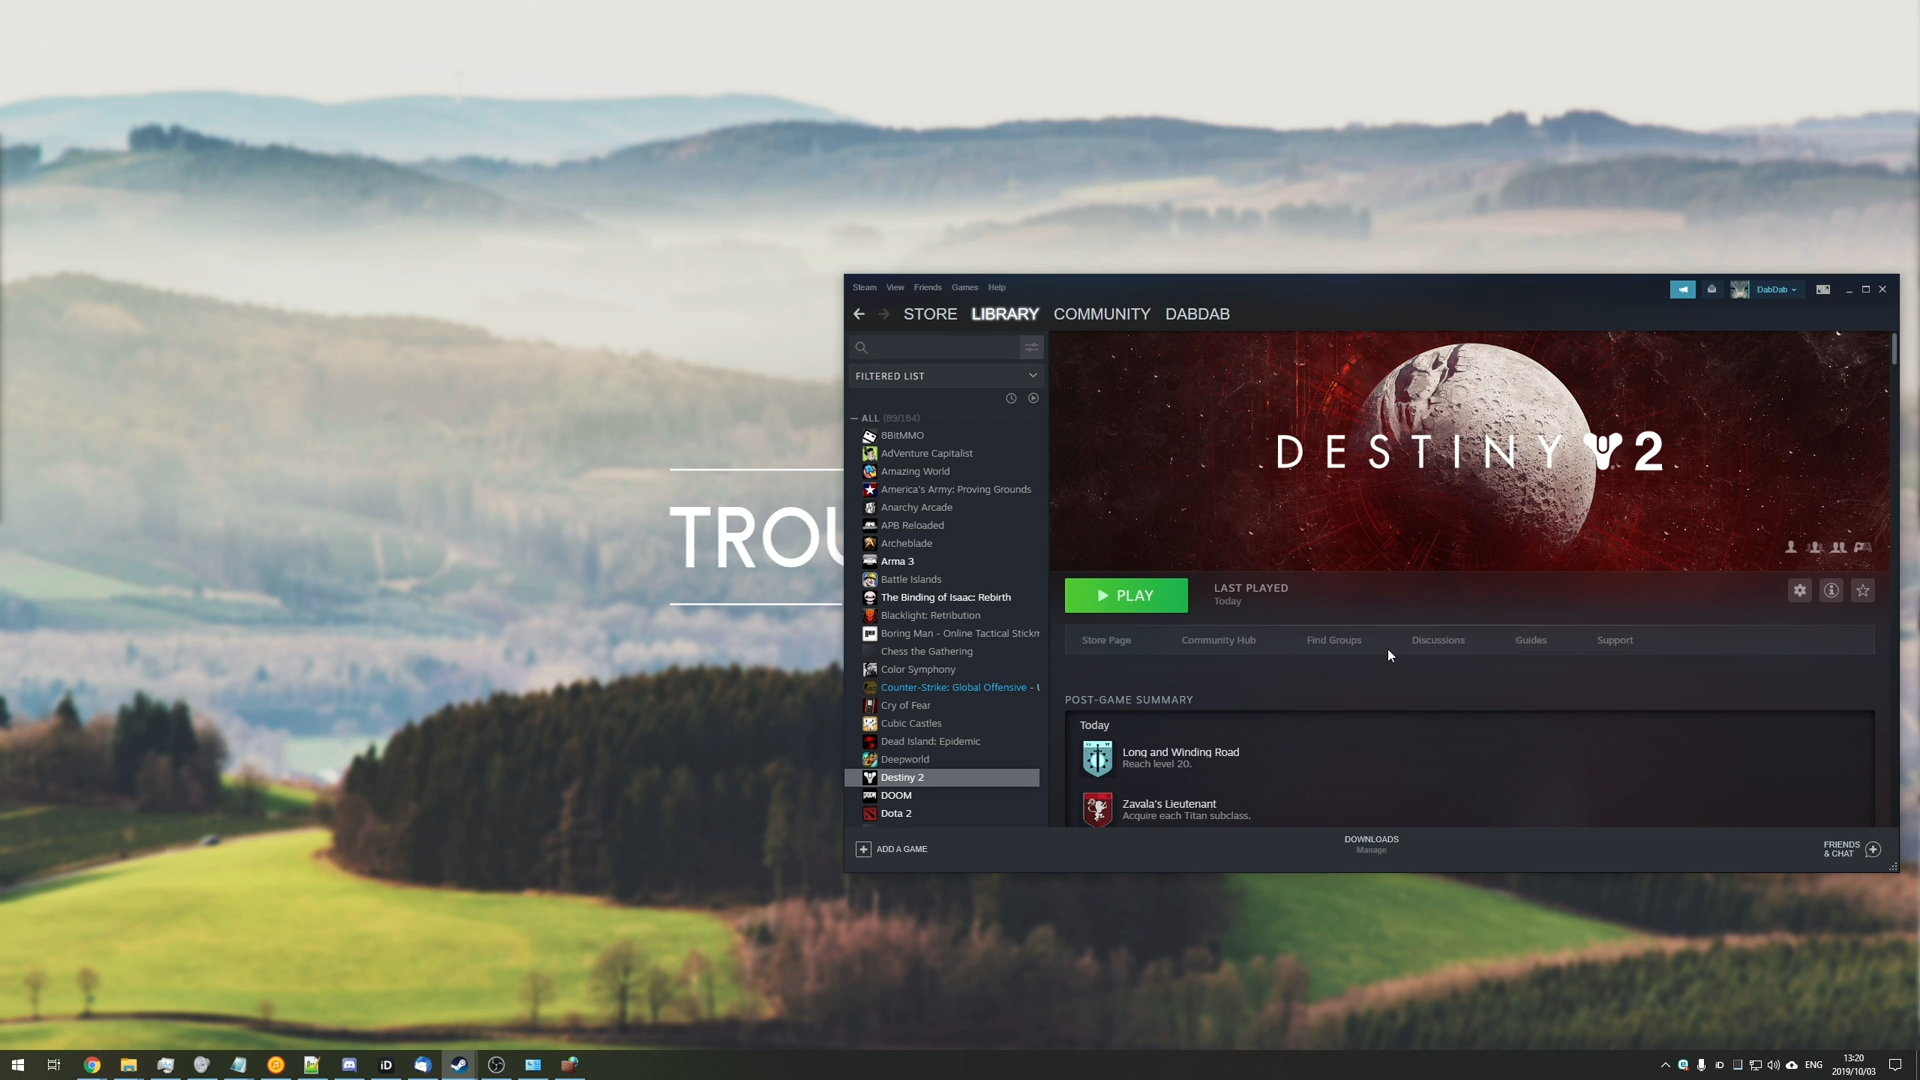 Steam View Friends Games Help
DabDab
STORE LIBRARY COMMUNITY DABDAB
FILTERED LIST
ALL (89/184)
8BitMMO
AdVenture Capitalist
Amazing World
America's Army: Proving Grounds
Anarchy Arcade
APB Reloaded
Archeblade
Arma 3
Battle Islands
The Binding of Isaac: Rebirth
Blacklight: Retribution
Boring Man - Online Tactical Stickm
Chess the Gathering
Color Symphony
Counter-Strike: Global Offensive - U
Cry of Fear
Cubic Castles
Dead Island: Epidemic
Deepworld
Destiny 2
DOOM
Dota 2
ADD A GAME
DESTINY 2
PLAY
LAST PLAYED
Today
Store Page Community Hub Find Groups Discussions Guides Support
POST-GAME SUMMARY
Today
Long and Winding Road
Reach level 20.
Zavala's Lieutenant
Acquire each Titan subclass.
DOWNLOADS
Manage
FRIENDS
& CHAT
TROU
iD
iD
ENG
13:20
2019/10/03